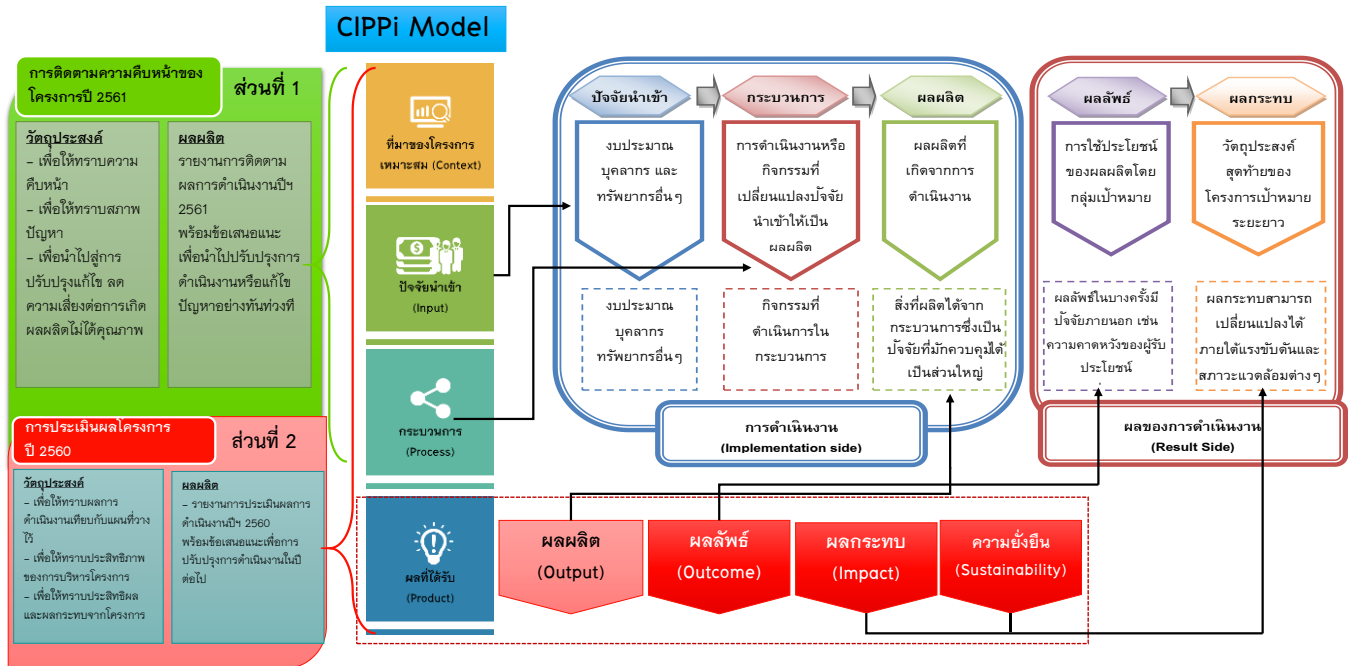 CIPPi Model
การติดตามความคืบหน้าของ
โครงการปี 2561
ส่วนที่ 1
วัตถุประสงค์
– เพื่อให้ทราบความ
คืบหน้า
– เพื่อให้ทราบสภาพ
ปัญหา
– เพื่อนำไปสู่การ
ปรับปรุงแก้ไข ลด
ความเสี่ยงต่อการเกิด
ผลผลิตไม่ได้คุณภาพ
ผลผลิต
รายงานการติดตาม
ผลการดำเนินงานปีฯ
2561
พร้อมข้อเสนอแนะ
เพื่อนำไปปรับปรุงการ
ดำเนินงานหรือแก้ไข
ปัญหาอย่างทันท่วงที
การประเมินผลโครงการ
ปี 2560
ส่วนที่ 2
วัตถุประสงค์
– เพื่อให้ทราบผลการ
ดำเนินงานเทียบกับแผนที่วาง
ไว้
– เพื่อให้ทราบประสิทธิภาพ
ของการบริหารโครงการ
– เพื่อให้ทราบประสิทธิผล
และผลกระทบจากโครงการ
ผลผลิต
– รายงานการประเมินผลการ
ดำเนินงานปีฯ 2560
พร้อมข้อเสนอแนะเพื่อการ
ปรับปรุงการดำเนินงานในปี
ต่อไป
ที่มาของโครงการ
เหมาะสม (Context)
ปัจจัยนำเข้า
(Input)
กระบวนการ
(Process)
ผลที่ได้รับ
(Product)
ปัจจัยนำเข้า
งบประมาณ
บุคลากร และ
ทรัพยากรอื่นๆ
งบประมาณ
บุคลากร
ทรัพยากรอื่นๆ
กระบวนการ
การดำเนินงานหรือ
กิจกรรมที่
เปลี่ยนแปลงปัจจัย
นำเข้าให้เป็น
ผลผลิต
กิจกรรมที่
ดำเนินการใน
กระบวนการ
ผลผลิต
ผลผลิตที่
เกิดจากการ
ดำเนินงาน
สิ่งที่ผลิตได้จาก
กระบวนการซึ่งเป็น
ปัจจัยที่มักควบคุมได้
เป็นส่วนใหญ่
การดำเนินงาน
(Implementation side)
ผลลัพธ์
การใช้ประโยชน์
ของผลผลิตโดย
กลุ่มเป้าหมาย
ผลลัพธ์ในบางครั้งมี
ปัจจัยภายนอก เช่น
ความคาดหวังของผู้รับ
ประโยชน์
ผลกระทบ
วัตถุประสงค์
สุดท้ายของ
โครงการเป้าหมาย
ระยะยาว
ผลกระทบสามารถ
เปลี่ยนแปลงได้
ภายใต้แรงขับดันและ
สภาวะแวดล้อมต่างๆ
ผลของการดำเนินงาน
(Result Side)
ผลผลิต
(Output)
ผลลัพธ์
(Outcome)
ผลกระทบ
(Impact)
ความยั่งยืน
(Sustainability)